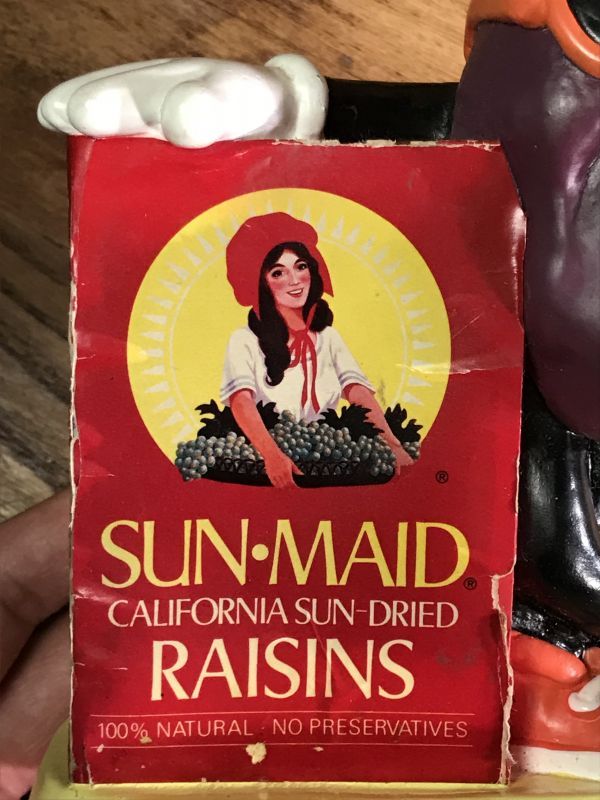 ®
SUN•MAID®
CALIFORNIA SUN-DRIED
RAISINS
100% NATURAL · NO PRESERVATIVES